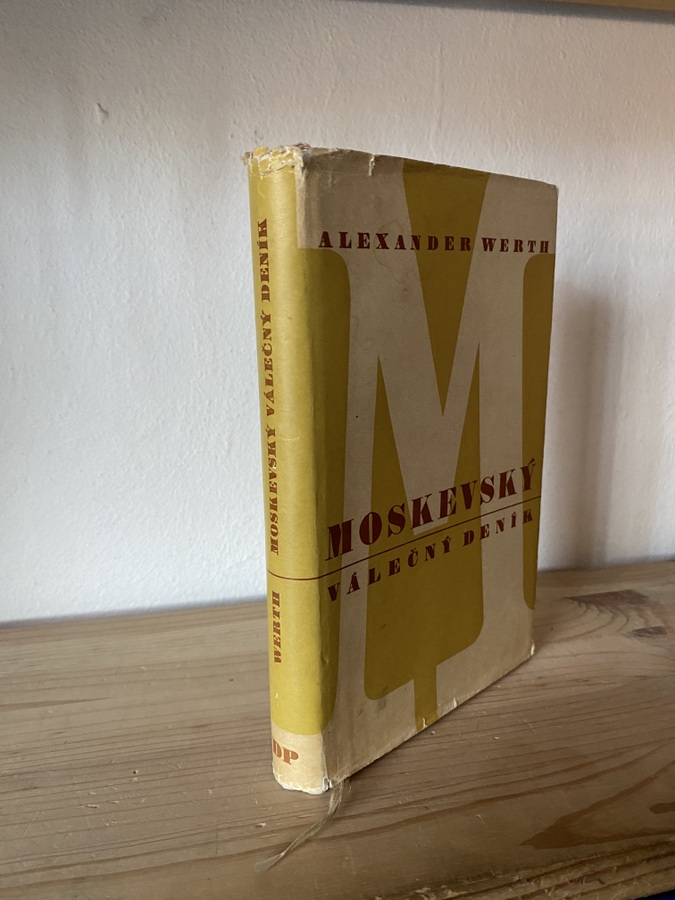 ALEXANDER WERTH
M
MOSKEVSKÝ
VÁLEČNÝ DENÍK
WERTH MOSKEVSKÝ VÁLEČNÝ DENÍK
DP